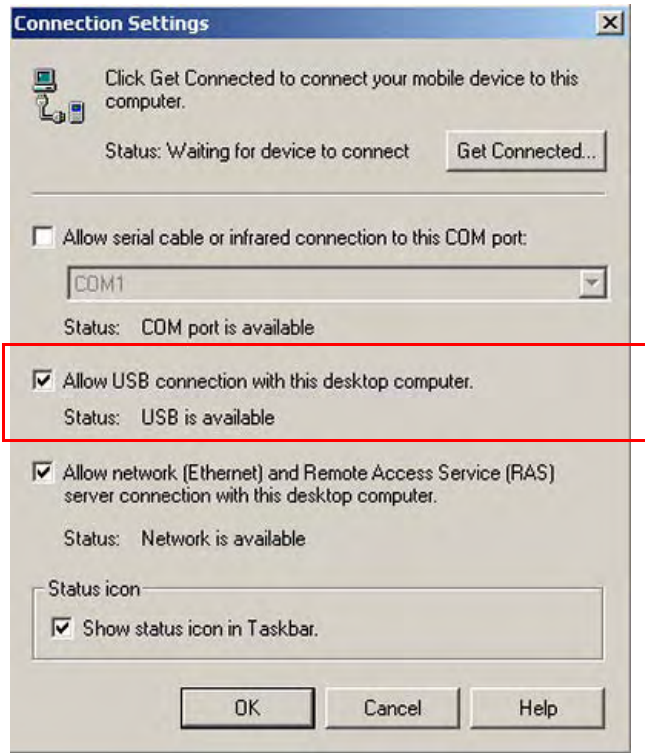 Connection Settings
Click Get Connected to connect your mobile device to this
computer.
Status: Waiting for device to connect
Get Connected...
Allow serial cable or infrared connection to this COM port:
COM1
Status: COM port is available
Allow USB connection with this desktop computer.
Status: USB is available
Allow network (Ethernet) and Remote Access Service (RAS)
server connection with this desktop computer.
Status: Network is available
Status icon
Show status icon in Taskbar.
OK Cancel Help